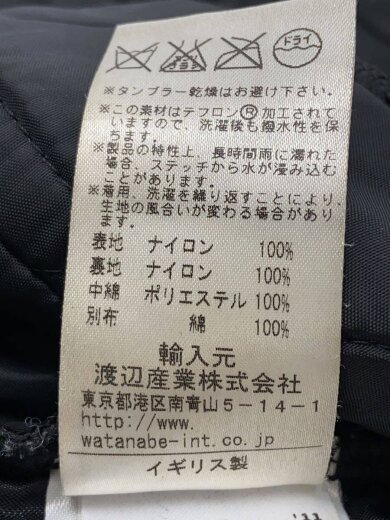 ドライ
※タンブラー乾燥はお避け下さい。
※この素材はテフロン®加工されて
いますので、洗濯後も撥水性を保
ちます。
※製品の特性上、長時間雨に濡れた
場合、ステッチから水が浸み込む
ことがあります。
※着用、洗濯を繰り返すことにより、
生地の風合いが変わる場合があり
ます。
表地 ナイロン 100%
裏地 ナイロン 100%
中綿 ポリエステル 100%
別布 綿 100%
輸入元
渡辺産業株式会社
東京都港区南青山5-14-1
http://www.
watanabe-int.co.jp
イギリス製